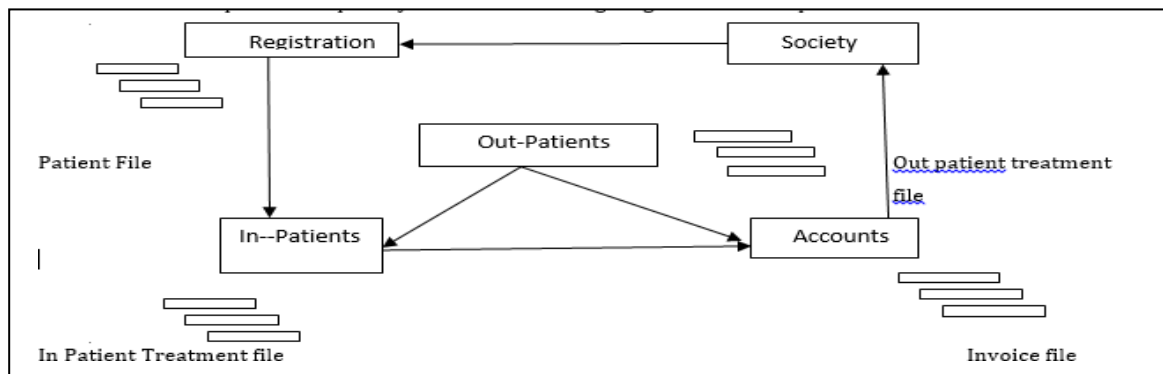 Registration
Society
Out-Patients
Patient File
Out patient treatment
file
In--Patients
Accounts
In Patient Treatment file
Invoice file